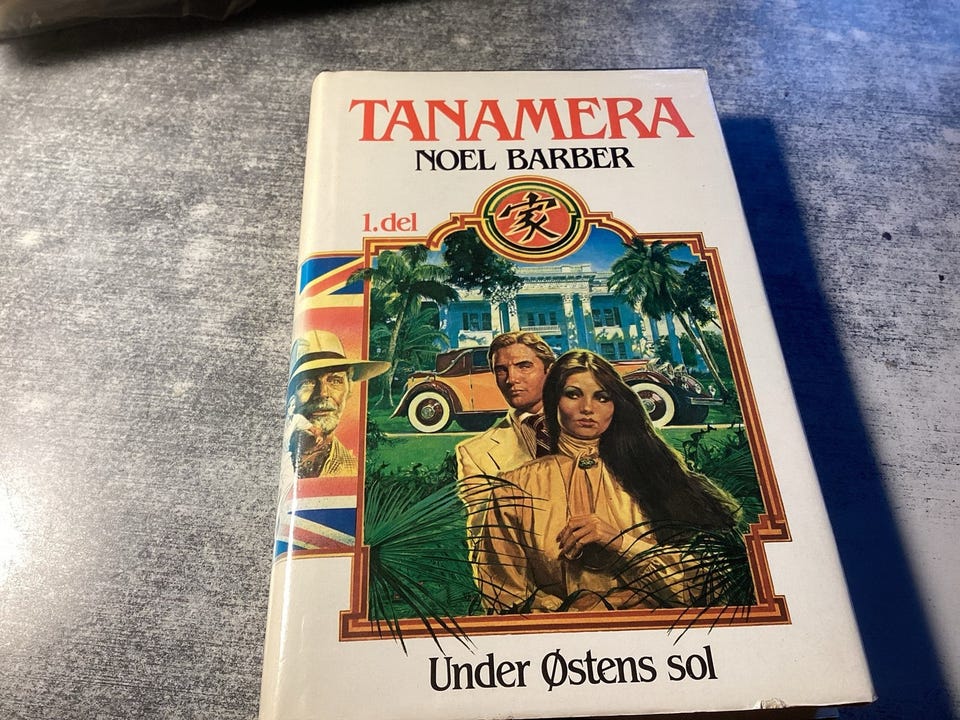 TANAMERA
NOEL BARBER
1. del
家
Under Østens sol